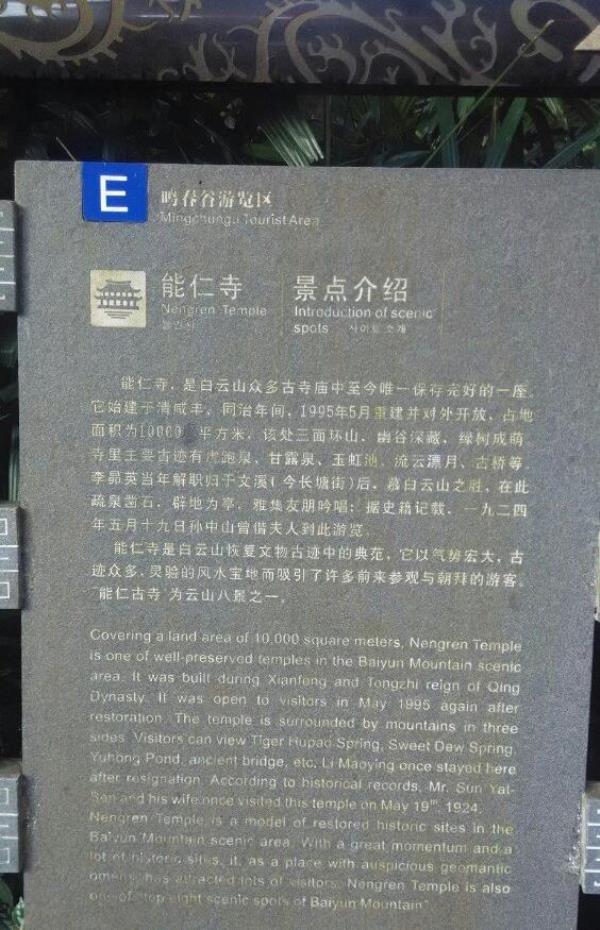 E
鸣春谷游览区
Mingchungu Tourist Area
能仁寺
Nengren Temple
능인사
景点介绍
Introduction of scenic
spots 사이트 소개
能仁寺，是白云山众多古寺庙中至今唯一保存完好的一座。
它始建于清咸丰，同治年间，1995年5月重建并对外开放，占地
面积为10000 平方米，该处三面环山，幽谷深藏，绿树成荫
寺里主要古迹有虎跑泉、甘露泉、玉虹池、流云漂月、古桥等。
李昴英当年解职归于文溪（今长塘街）后，慕白云山之胜，在此
疏泉凿石，辟地为亭，雅集友朋吟唱；据史籍记载，一九二四
年五月十九日孙中山曾偕夫人到此游览。
能仁寺是白云山恢复文物古迹中的典范，它以气势宏大，古
迹众多，灵验的风水宝地而吸引了许多前来参观与朝拜的游客。
"能仁古寺"为云山八景之一。
Covering a land area of 10,000 square meters, Nengren Temple
is one of well-preserved temples in the Baiyun Mountain scenic
area. It was built during Xianfeng and Tongzhi reign of Qing
Dynasty. It was open to visitors in May 1995 again after
restoration. The temple is surrounded by mountains in three
sides. Visitors can view Tiger Hupao Spring, Sweet Dew Spring,
Yuhong Pond, ancient bridge, etc. Li Maoying once stayed here
after resignation. According to historical records, Mr. Sun Yat-
Sen and his wife once visited this temple on May 19th, 1924.
Nengren Temple is a model of restored historic sites in the
Baiyun Mountain scenic area. With a great momentum and a
lot of historic sites, it, as a place with auspicious geomantic
omens, has attracted lots of visitors. Nengren Temple is also
one of "top eight scenic spots of Baiyun Mountain".